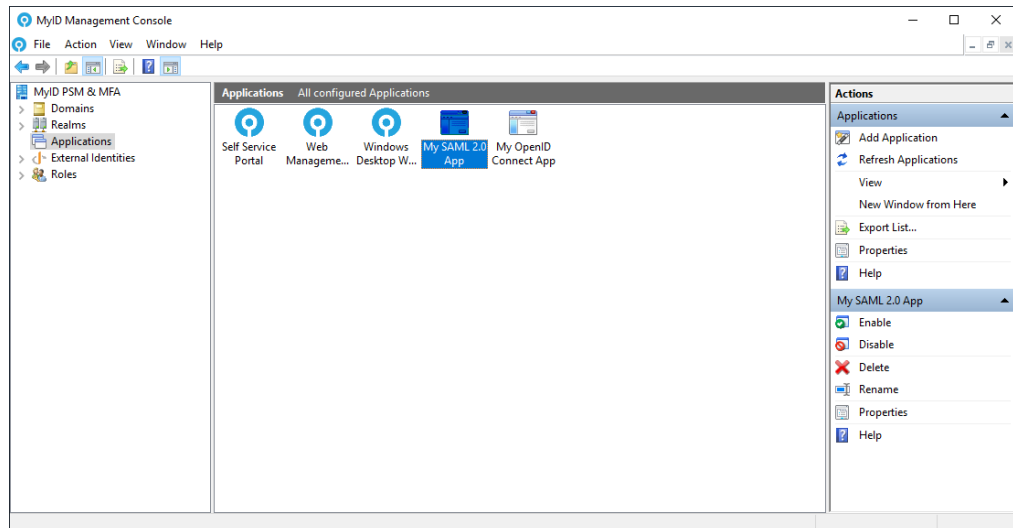 MyID Management Console
File Action View Window Help
MyID PSM & MFA
Domains
Realms
Applications
External Identities
Roles
Applications All configured Applications
Self Service Portal
Web Manageme...
Windows Desktop W...
My SAML 2.0 App
My OpenID Connect App
Actions
Applications
Add Application
Refresh Applications
View
New Window from Here
Export List...
Properties
Help
My SAML 2.0 App
Enable
Disable
Delete
Rename
Properties
Help